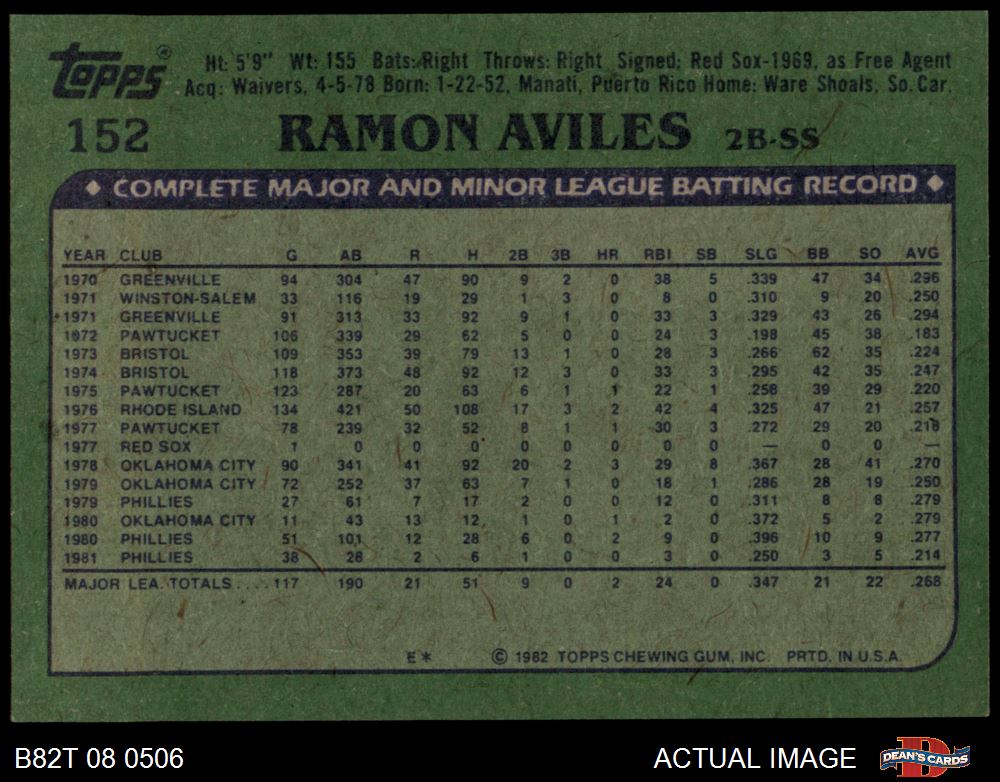 topps® Ht: 5'9" Wt: 155 Bats: Right Throws: Right Signed: Red Sox-1969, as Free Agent
Acq: Waivers, 4-5-78 Born: 1-22-52, Manati, Puerto Rico Home: Ware Shoals, So. Car.
152 RAMON AVILES 2B-SS
♦ COMPLETE MAJOR AND MINOR LEAGUE BATTING RECORD ♦
YEAR CLUB G AB R H 2B 3B HR RBI SB SLG BB SO AVG
1970 GREENVILLE 94 304 47 90 9 2 0 38 5 .339 47 34 .296
1971 WINSTON-SALEM 33 116 19 29 1 3 0 8 0 .310 9 20 .250
1971 GREENVILLE 91 313 33 92 9 1 0 33 3 .329 43 26 .294
1972 PAWTUCKET 106 339 29 62 5 0 0 24 3 .198 45 38 .183
1973 BRISTOL 109 353 39 79 13 1 0 28 3 .266 62 35 .224
1974 BRISTOL 118 373 48 92 12 3 0 33 3 .295 42 35 .247
1975 PAWTUCKET 123 287 20 63 6 1 1 22 1 .258 39 29 .220
1976 RHODE ISLAND 134 421 50 108 17 3 2 42 4 .325 47 21 .257
1977 PAWTUCKET 78 239 32 52 8 1 1 30 3 .272 29 20 .218
1977 RED SOX 1 0 0 0 0 0 0 0 0 — 0 0 —
1978 OKLAHOMA CITY 90 341 41 92 20 2 3 29 8 .367 28 41 .270
1979 OKLAHOMA CITY 72 252 37 63 7 1 0 18 1 .286 28 19 .250
1979 PHILLIES 27 61 7 17 2 0 0 12 0 .311 8 8 .279
1980 OKLAHOMA CITY 11 43 13 12 1 0 1 2 0 .372 5 2 .279
1980 PHILLIES 51 101 12 28 6 0 2 9 0 .396 10 9 .277
1981 PHILLIES 38 28 2 6 1 0 0 3 0 .250 3 5 .214
MAJOR LEA. TOTALS .... 117 190 21 51 9 0 2 24 0 .347 21 22 .268
E* © 1982 TOPPS CHEWING GUM, INC. PRTD. IN U.S.A.
B82T 08 0506 ACTUAL IMAGE DEAN'S CARDS